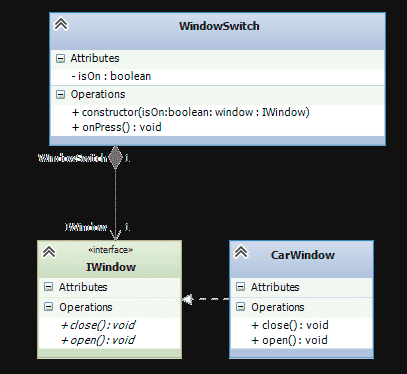 WindowSwitch
Attributes
- isOn : boolean
Operations
+ constructor(isOn:boolean: window : IWindow)
+ onPress() : void
WindowSwitch 1
IWindow 1
«interface»
IWindow
Attributes
Operations
+ close() : void
+ open() : void
CarWindow
Attributes
Operations
+ close() : void
+ open() : void